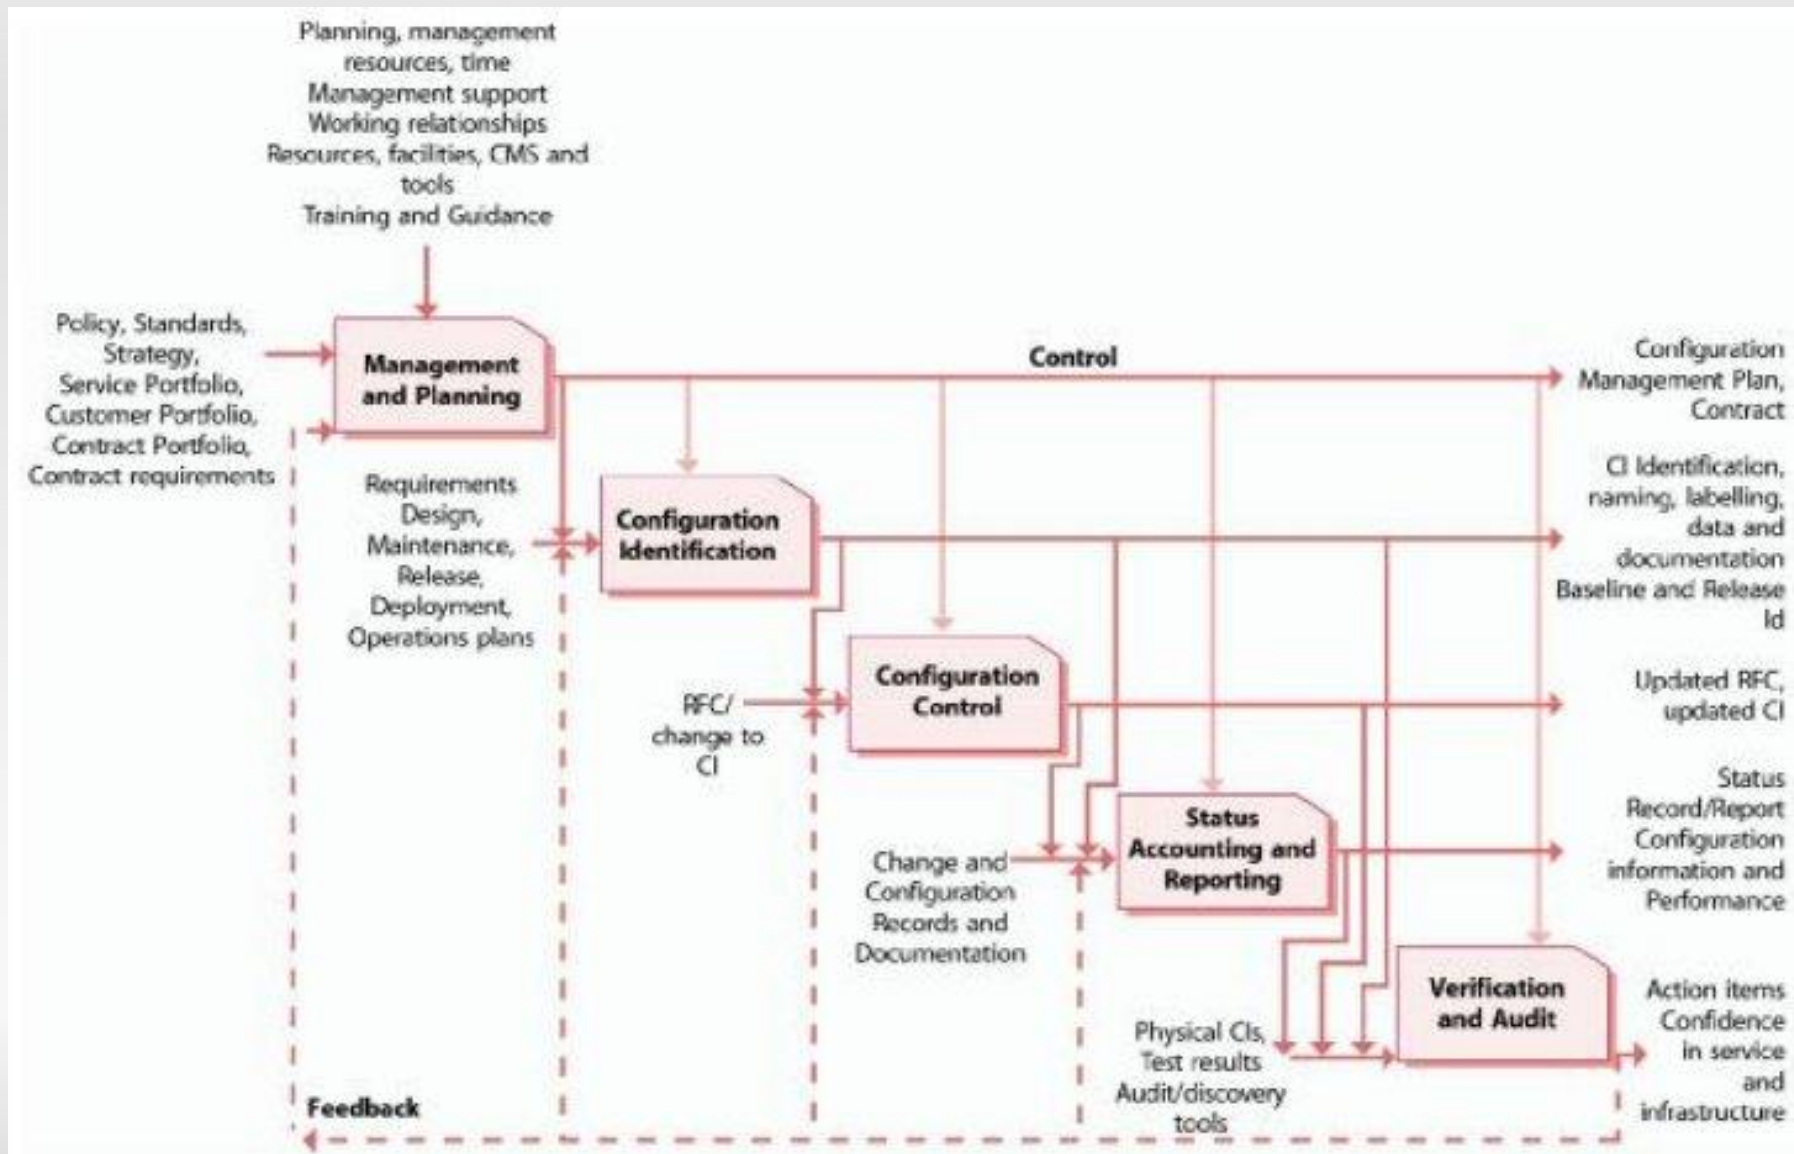 Planning, management
resources, time
Management support
Working relationships
Resources, facilities, CMS and
tools
Training and Guidance
Policy, Standards,
Strategy,
Service Portfolio,
Customer Portfolio,
Contract Portfolio,
Contract requirements
Management
and Planning
Control
Configuration
Management Plan,
Contract
Requirements
Design,
Maintenance,
Release,
Deployment,
Operations plans
Configuration
Identification
CI Identification,
naming, labelling,
data and
documentation
Baseline and Release
Id
RFC/
change to
CI
Configuration
Control
Updated RFC,
updated CI
Change and
Configuration
Records and
Documentation
Status
Accounting and
Reporting
Status
Record/Report
Configuration
information and
Performance
Physical CIs,
Test results
Audit/discovery
tools
Verification
and Audit
Action items
Confidence
in service
and
infrastructure
Feedback